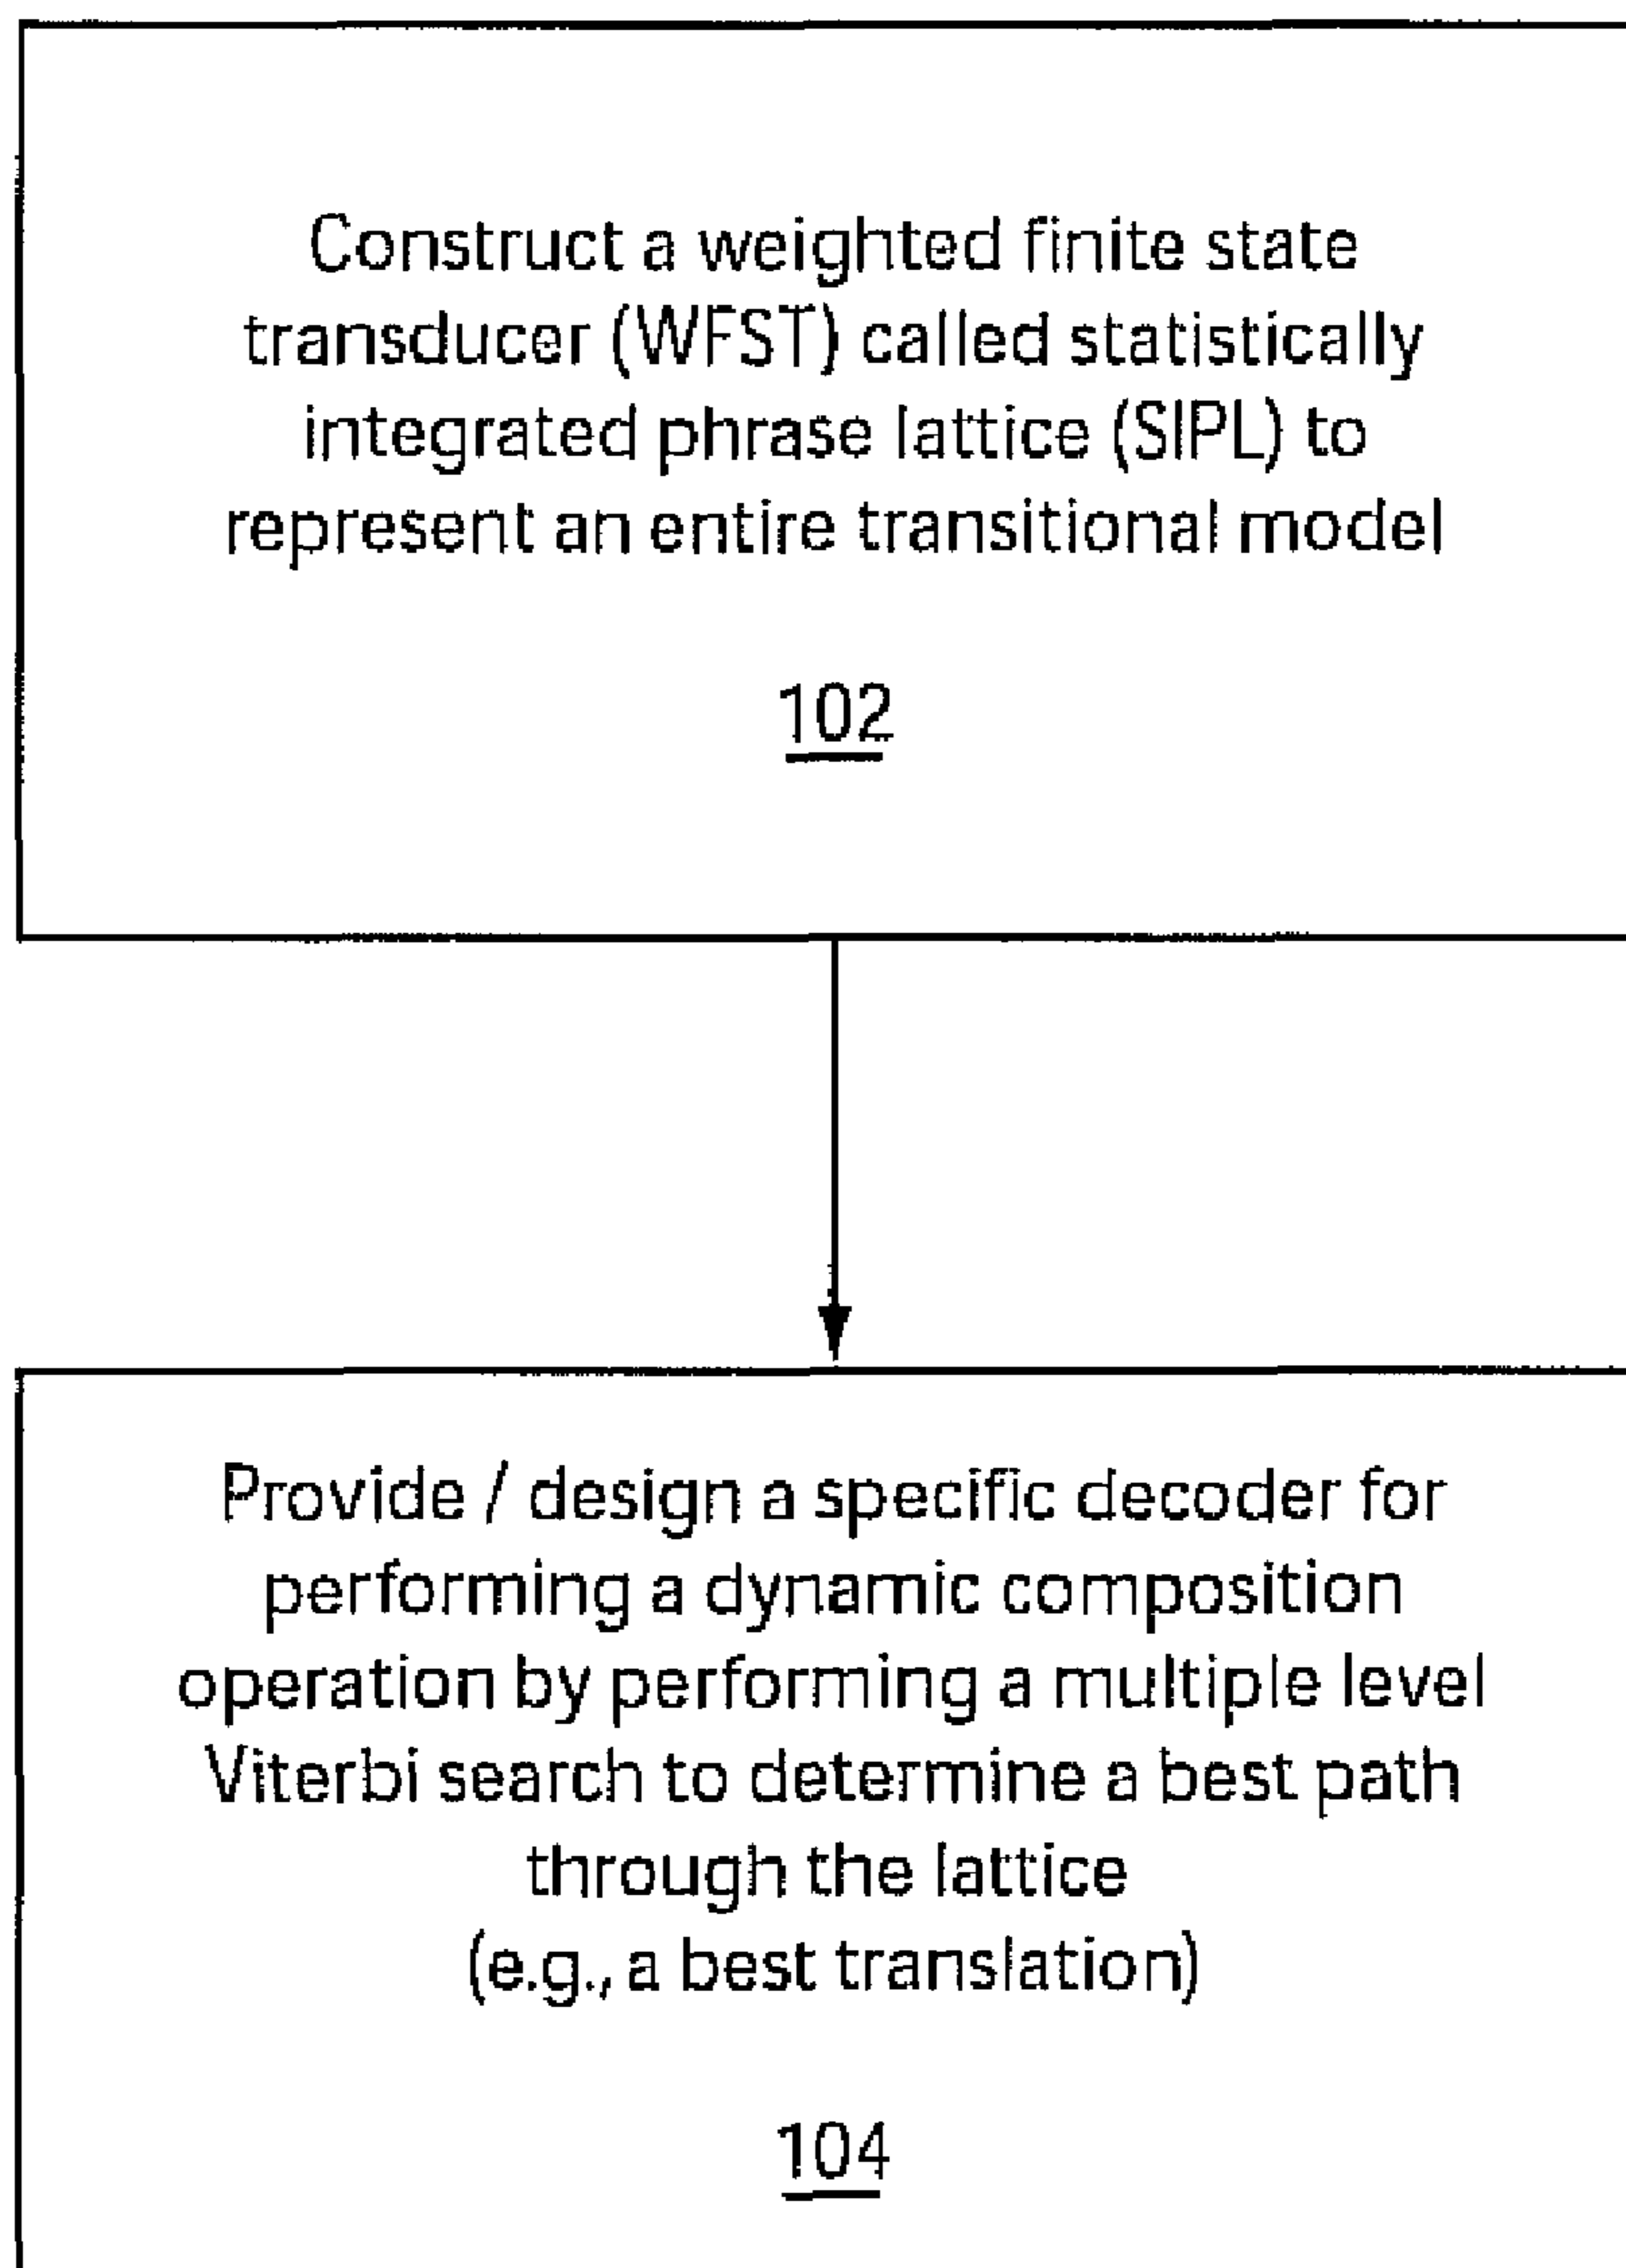 Construct a weighted finite state
transducer (WFST) called statistically
integrated phrase lattice (SIPL) to
represent an entire transitional model
102
Provide / design a specific decoder for
performing a dynamic composition
operation by performing a multiple level
Viterbi search to determine a best path
through the lattice
(e.g., a best translation)
104